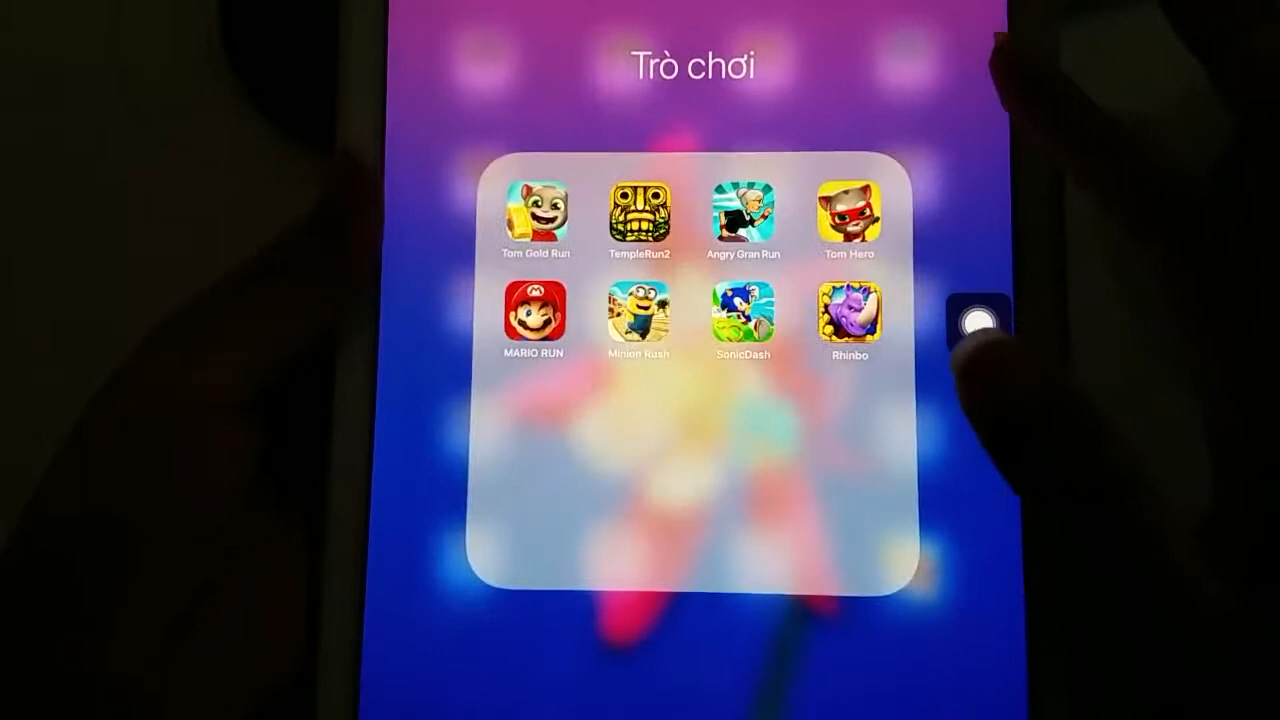 Trò chơi
Tom Gold Run TempleRun2 Angry Gran Run Tom Hero
MARIO RUN Minion Rush SonicDash Rhinbo